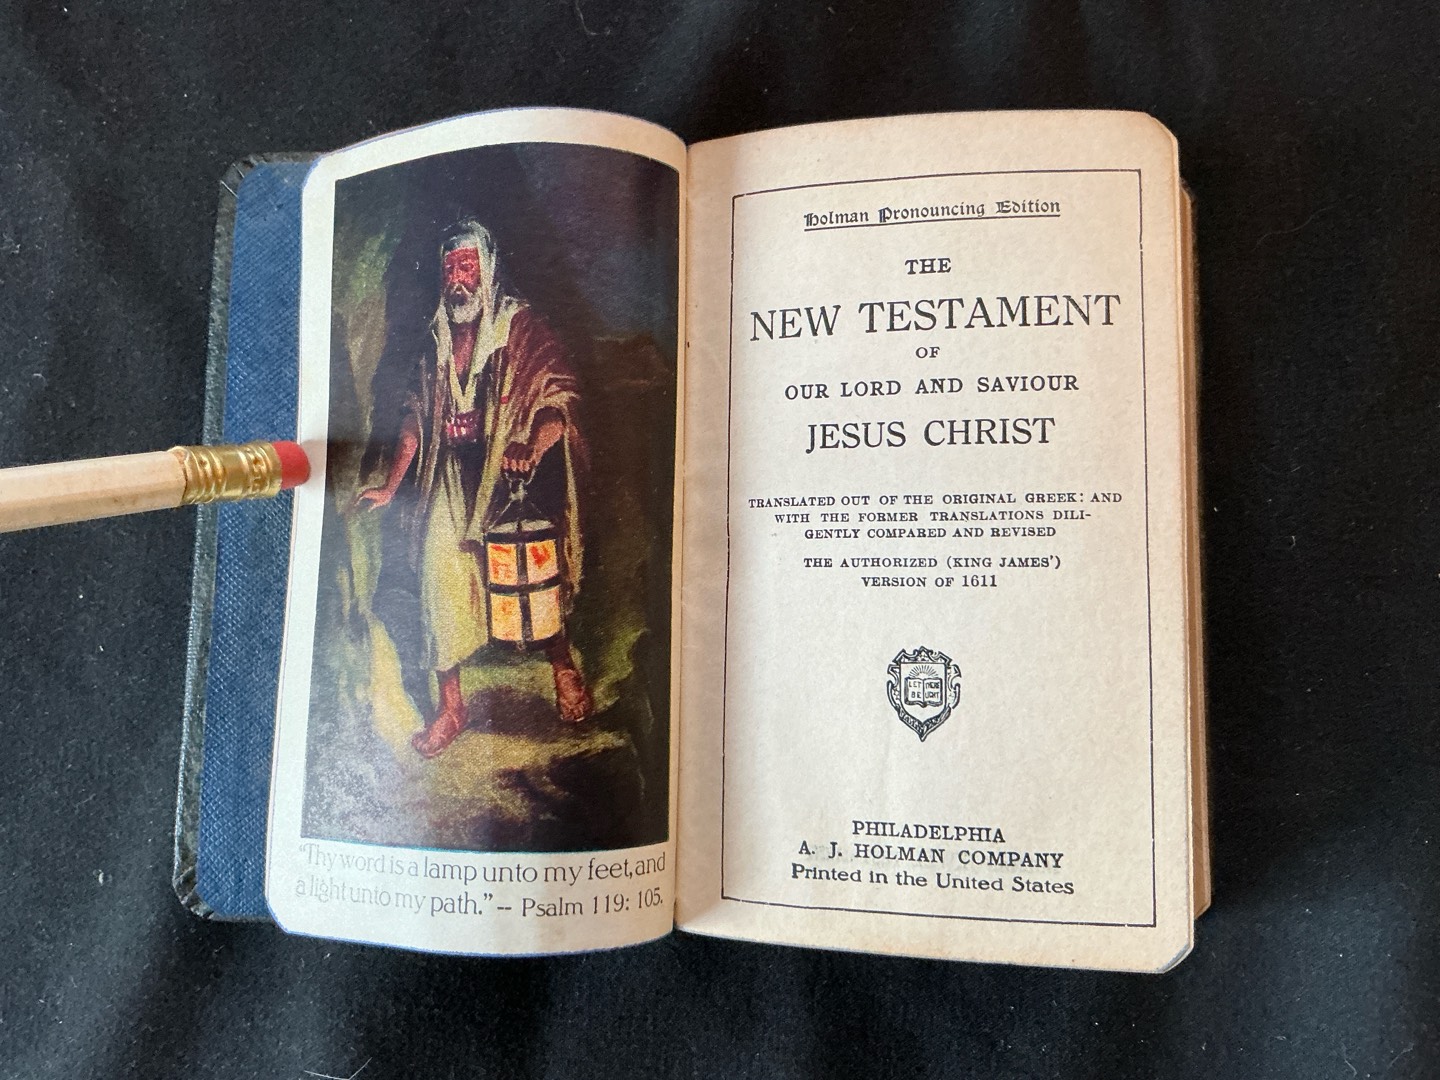 "Thy word is a lamp unto my feet, and
a light unto my path." -- Psalm 119: 105.
Holman Pronouncing Edition
THE
NEW TESTAMENT
OF
OUR LORD AND SAVIOUR
JESUS CHRIST
TRANSLATED OUT OF THE ORIGINAL GREEK: AND
WITH THE FORMER TRANSLATIONS DILI-
GENTLY COMPARED AND REVISED
THE AUTHORIZED (KING JAMES')
VERSION OF 1611
LET THERE
BE LIGHT
PHILADELPHIA
A. J. HOLMAN COMPANY
Printed in the United States